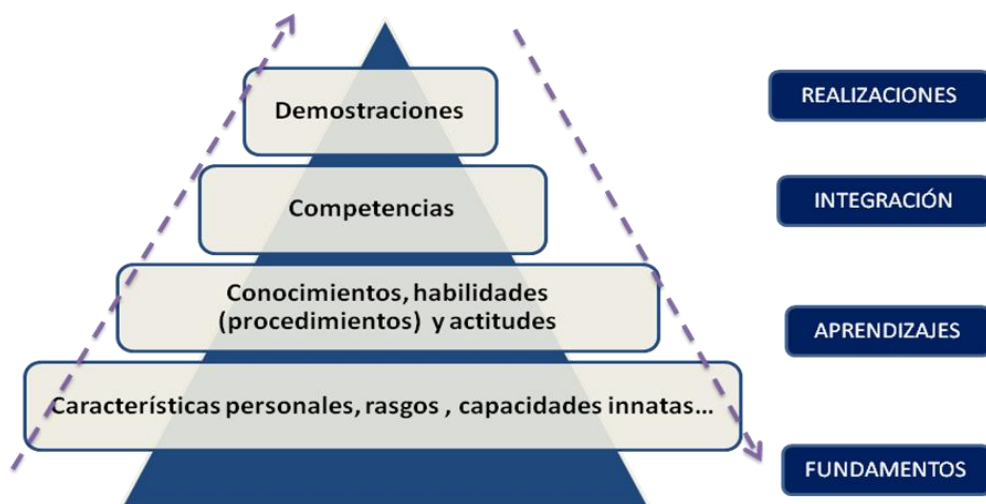 Demostraciones
REALIZACIONES
Competencias
INTEGRACIÓN
Conocimientos, habilidades
(procedimientos) y actitudes
APRENDIZAJES
Características personales, rasgos , capacidades innatas...
FUNDAMENTOS